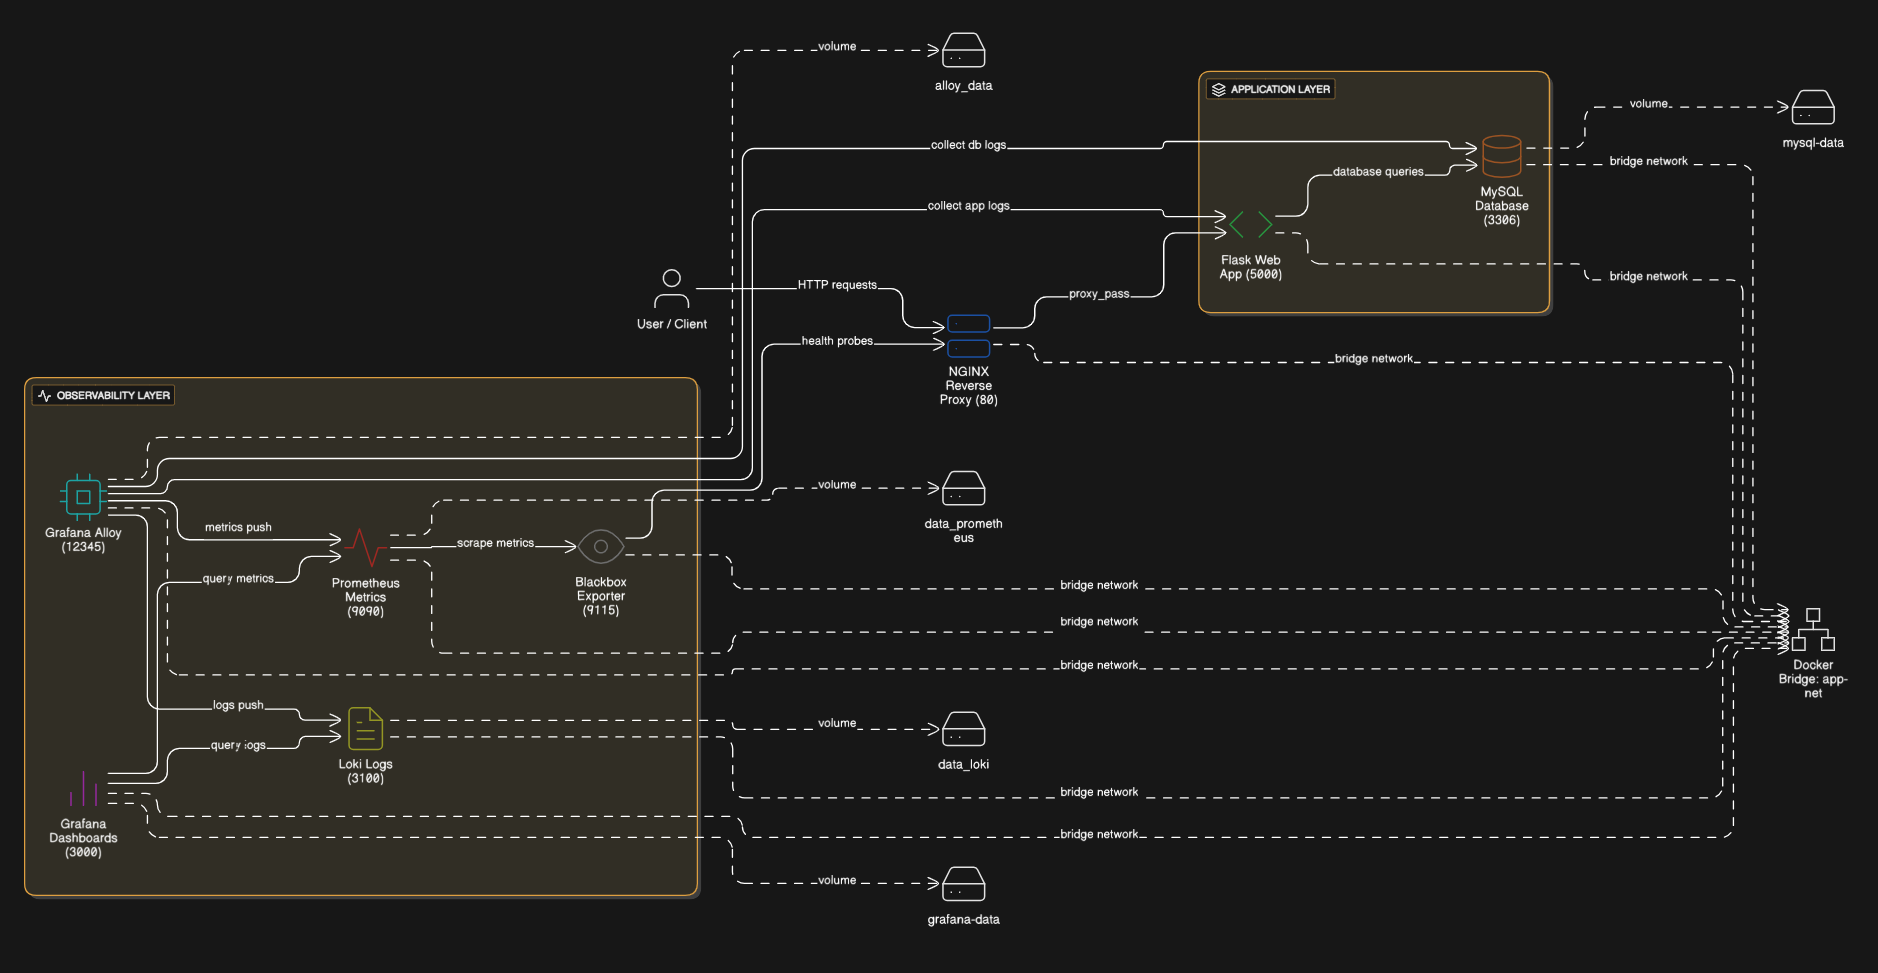 volume
alloy_data
APPLICATION LAYER
volume
mysql-data
collect db logs
database queries
bridge network
MySQL
Database
(3306)
collect app logs
Flask Web
App (5000)
bridge network
User / Client
HTTP requests
proxy_pass
health probes
NGINX
Reverse
Proxy (80)
bridge network
OBSERVABILITY LAYER
Grafana Alloy
(12345)
metrics push
query metrics
Prometheus
Metrics
(9090)
scrape metrics
Blackbox
Exporter
(9115)
volume
data_prometh
eus
bridge network
bridge network
bridge network
Docker
Bridge: app-
net
logs push
query logs
Loki Logs
(3100)
volume
data_loki
bridge network
Grafana
Dashboards
(3000)
bridge network
volume
grafana-data